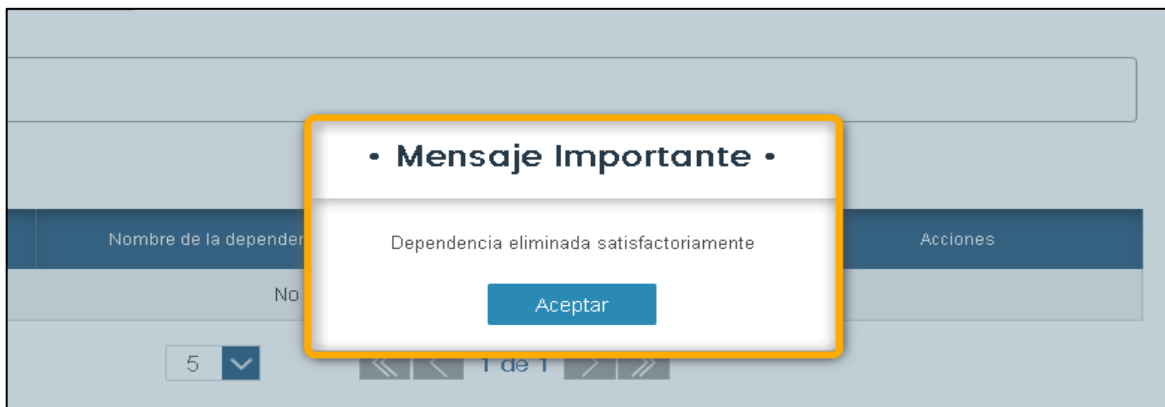 • Mensaje Importante •
Nombre de la depender
Dependencia eliminada satisfactoriamente
Acciones
No
Aceptar
5
1 de 1